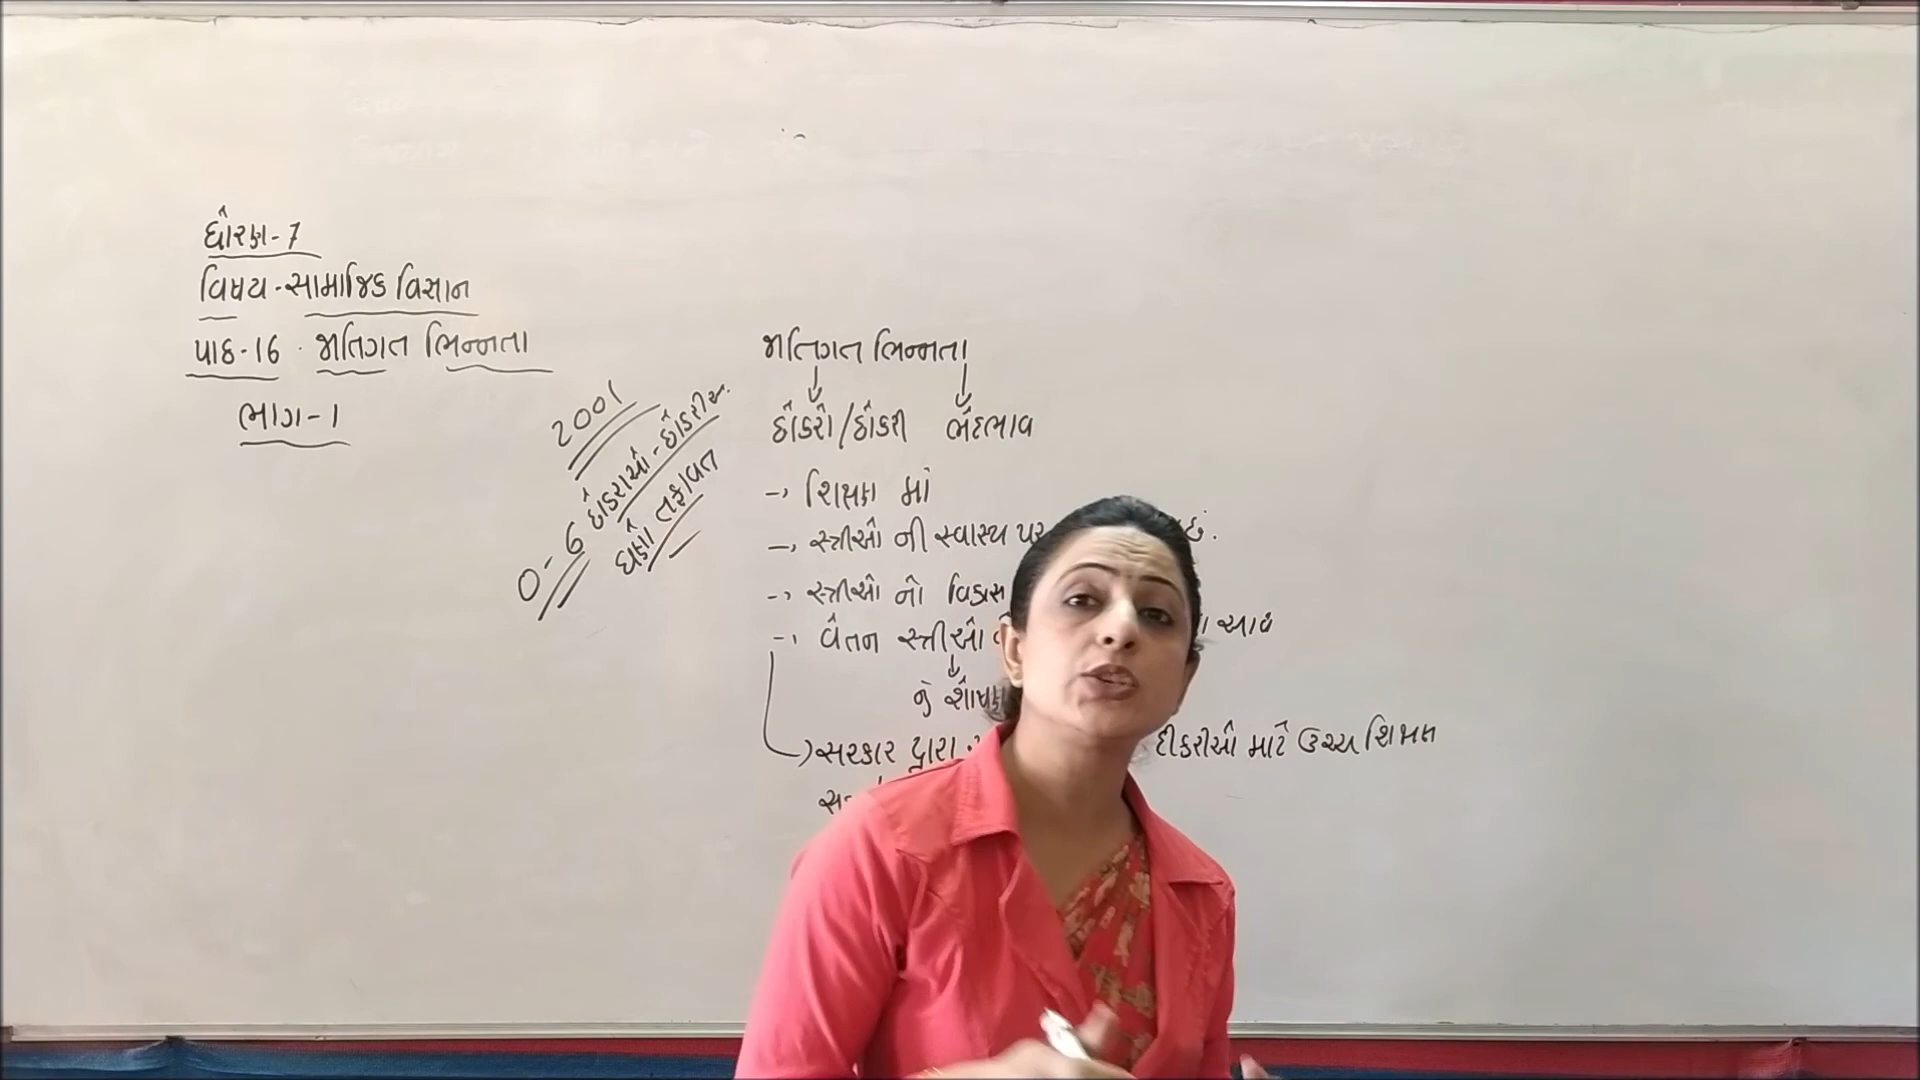 ધોરણ-7
વિષય-સામાજિક વિજ્ઞાન
પાઠ-16. જાતિગત ભિન્નતા
ભાગ-1
2001
0-6 છોકરાઓ-છોકરીઓ
ઘણો તફાવત
જાતિગત ભિન્નતા
છોકરો/છોકરી ભેદભાવ
→ શિક્ષણ માં
→ સ્ત્રીઓ ની સ્વાસ્થ પર
→ સ્ત્રીઓ નો વિકાસ
→ વેતન સ્ત્રીઓ આવે
નું શોષણ
→ સરકાર દ્વારા દીકરીઓ માટે ઉચ્ચ શિક્ષણ